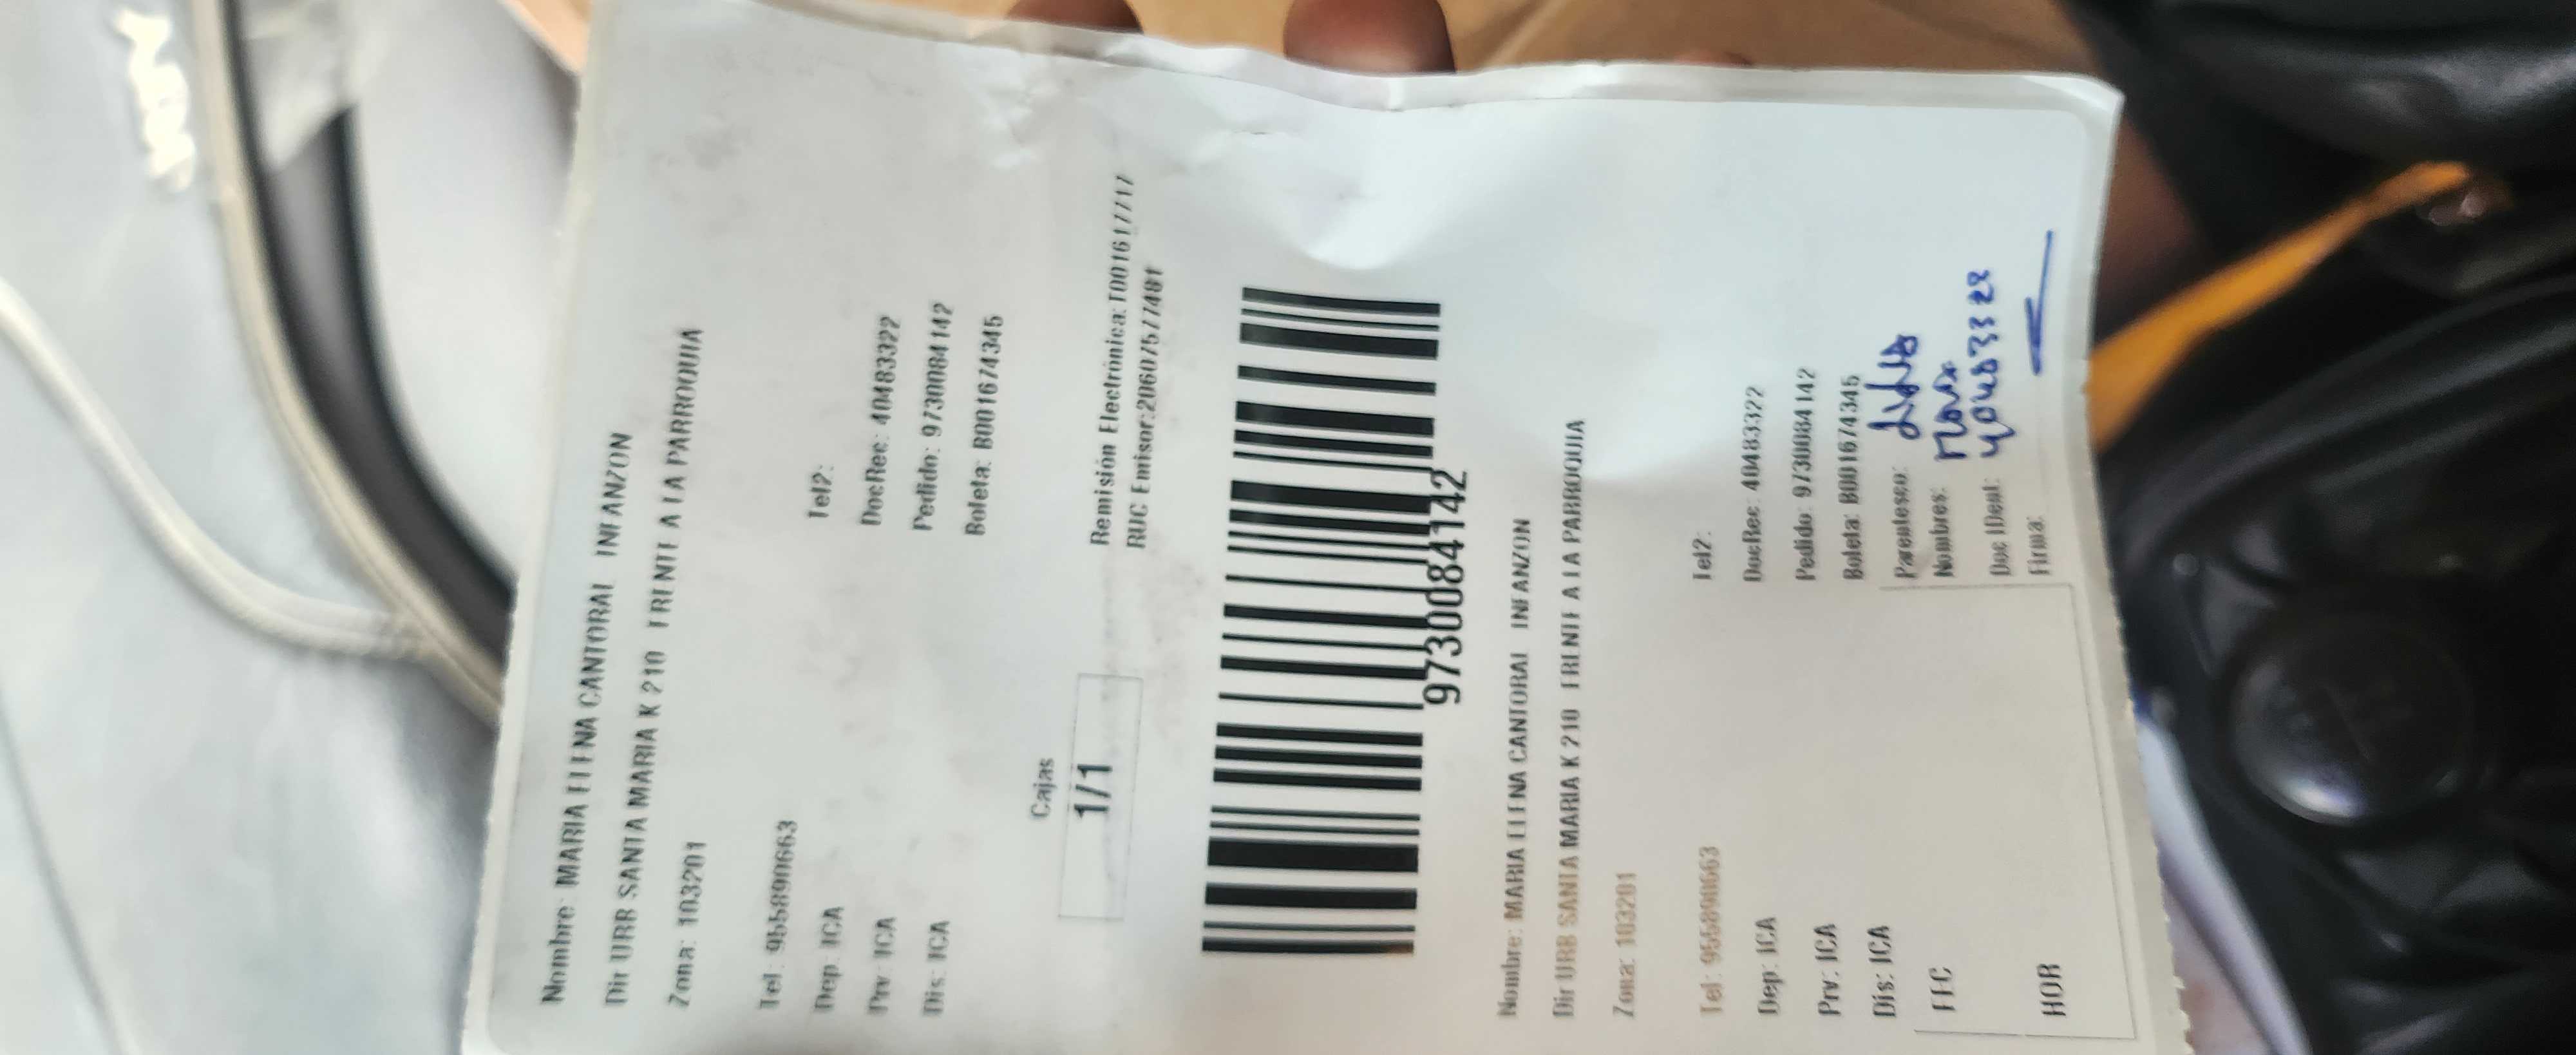 Nombre: MARIA ELENA CANTORAL INFANZON
Dir URB SANTA MARIA K 210 FRENTE A LA PARROQUIA
Zona: 103201
Tel: 955890663 Tel2:
Dep: ICA DocRec: 40483322
Prv: ICA Pedido: 9730084142
Dis: ICA Boleta: B001674345
Cajas
1/1
Remisión Electrónica:
RUC Emisor:
9730084142
Nombre: MARIA ELENA CANTORAL INFANZON
Dir URB SANTA MARIA K 210 FRENTE A LA PARROQUIA
Zona: 103201
Tel: 955890663 Tel2:
Dep: ICA DocRec: 40483322
Prv: ICA Pedido: 9730084142
Dis: ICA Boleta: B001674345
FEC Parentesco:
Nombres: Maria
Doc IDent: 40483322
HOR Firma: